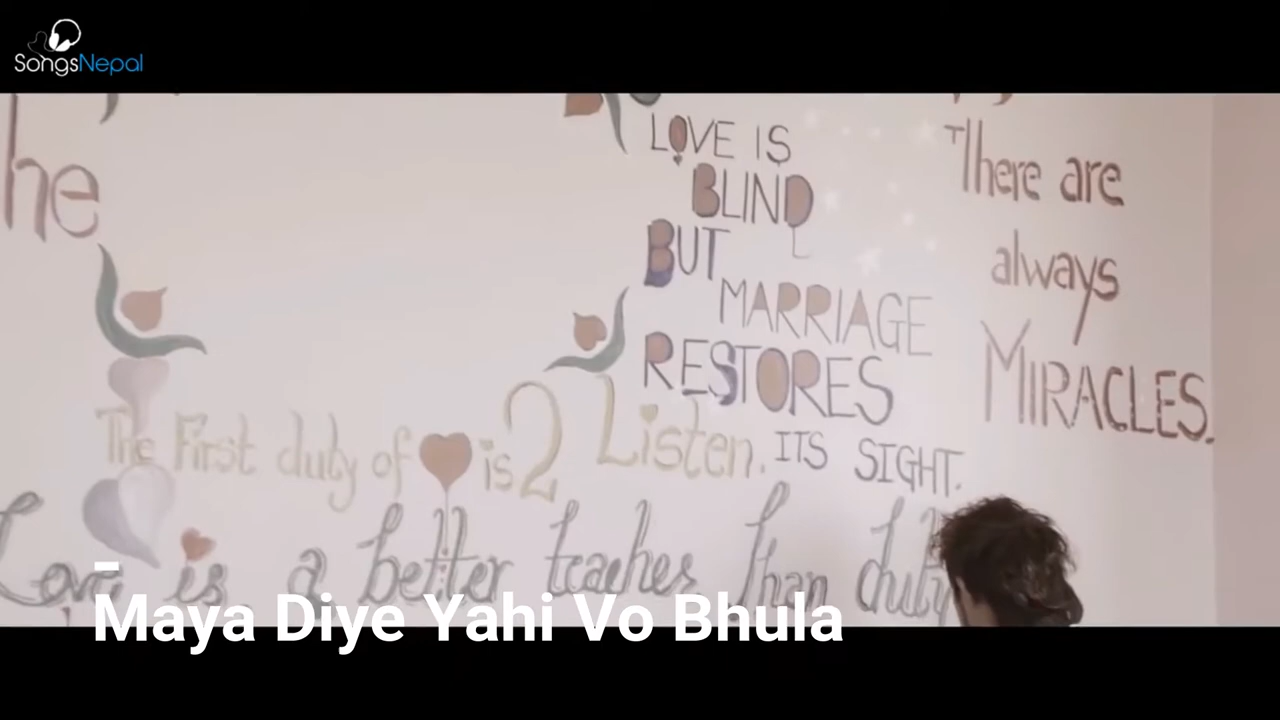 SongsNepal
he
LOVE IS
BLIND
BUT
MARRIAGE
RESTORES
ITS SIGHT.
There are
always
MIRACLES.
The First duty of is 2 Listen.
Love is a better teaches than duty
Maya Diye Yahi Vo Bhula